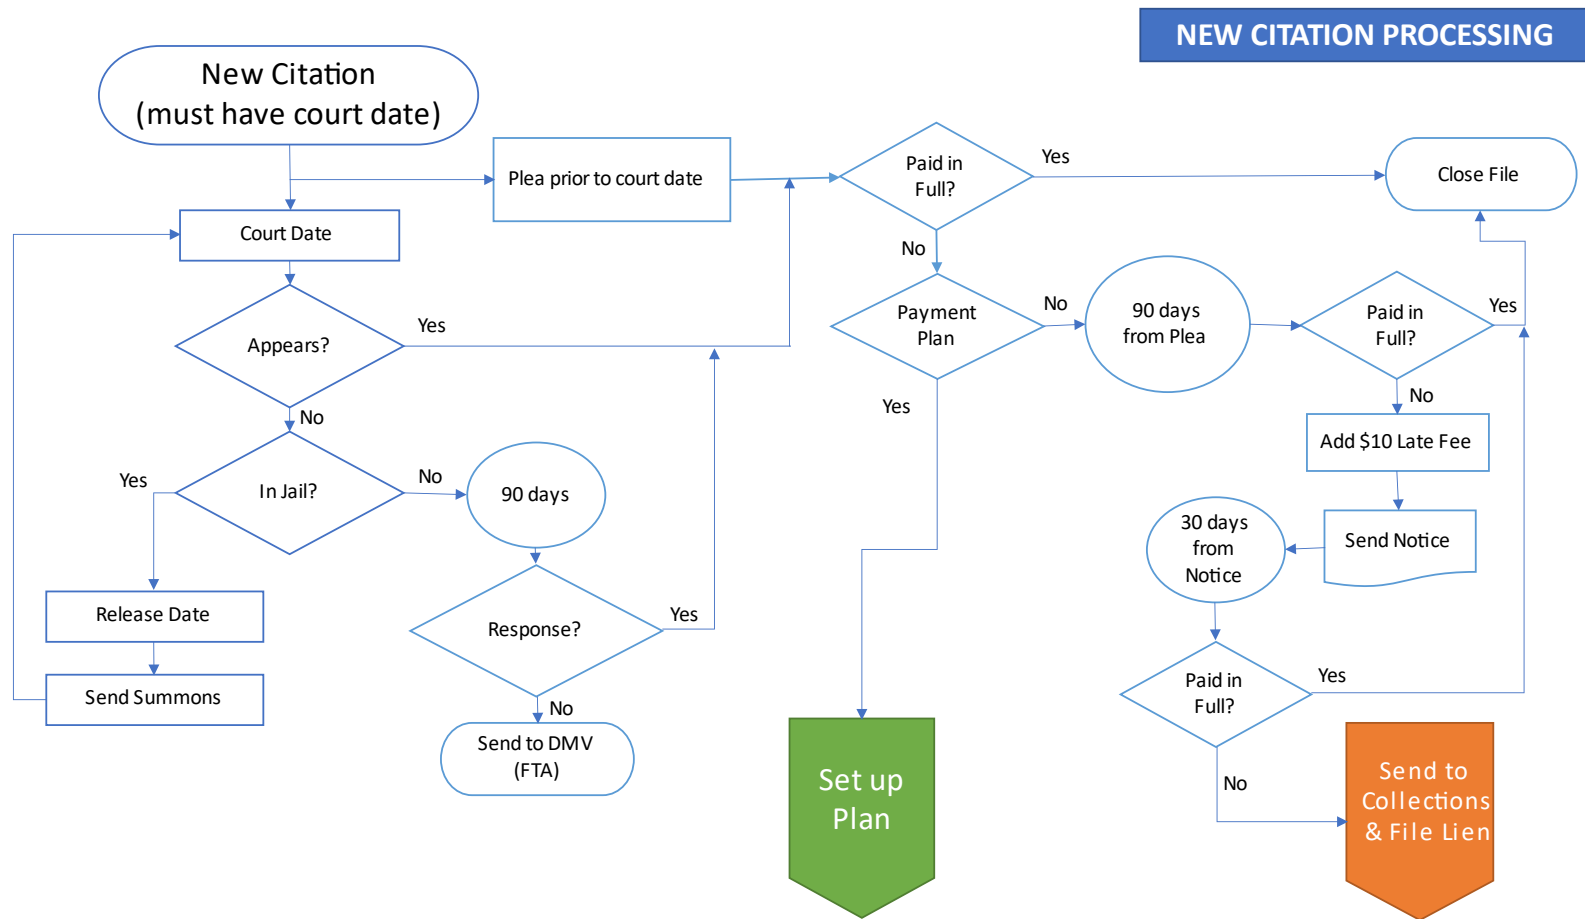 NEW CITATION PROCESSING
New Citation
(must have court date)
Plea prior to court date
Paid in
Full?
Yes
Close File
Court Date
No
Appears?
Yes
Payment
Plan
No
90 days
from Plea
Paid in
Full?
Yes
No
Yes
No
Add $10 Late Fee
In Jail?
Yes
No
90 days
30 days
from
Notice
Send Notice
Release Date
Response?
Yes
Send Summons
Paid in
Full?
Yes
No
Send to DMV
(FTA)
Set up
Plan
No
Send to
Collections
& File Lien